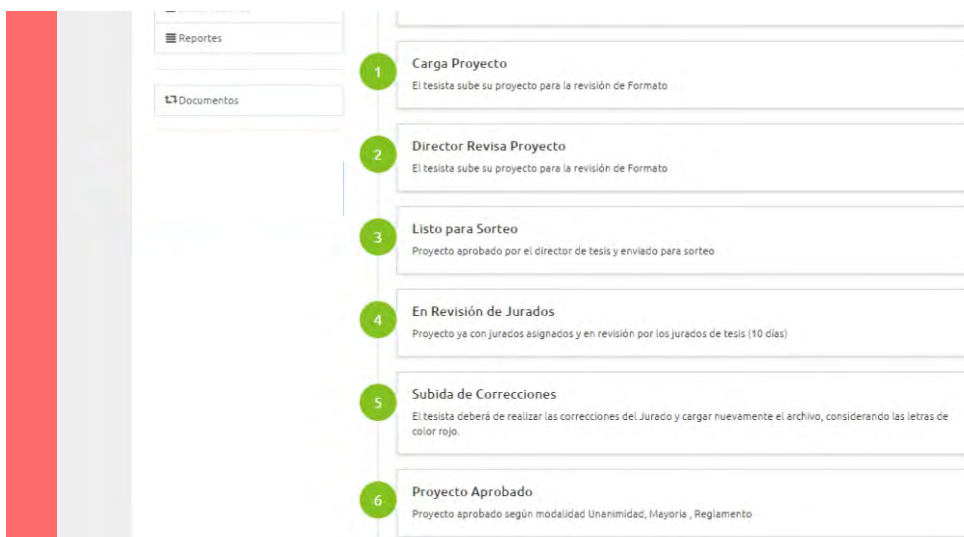 Reportes
Documentos
1
Carga Proyecto
El tesista sube su proyecto para la revisión de Formato
2
Director Revisa Proyecto
El tesista sube su proyecto para la revisión de Formato
3
Listo para Sorteo
Proyecto aprobado por el director de tesis y enviado para sorteo
4
En Revisión de Jurados
Proyecto ya con jurados asignados y en revisión por los jurados de tesis (10 días)
5
Subida de Correcciones
El tesista deberá de realizar las correcciones del Jurado y cargar nuevamente el archivo, considerando las letras de
color rojo.
6
Proyecto Aprobado
Proyecto aprobado según modalidad Unanimidad, Mayoria , Reglamento